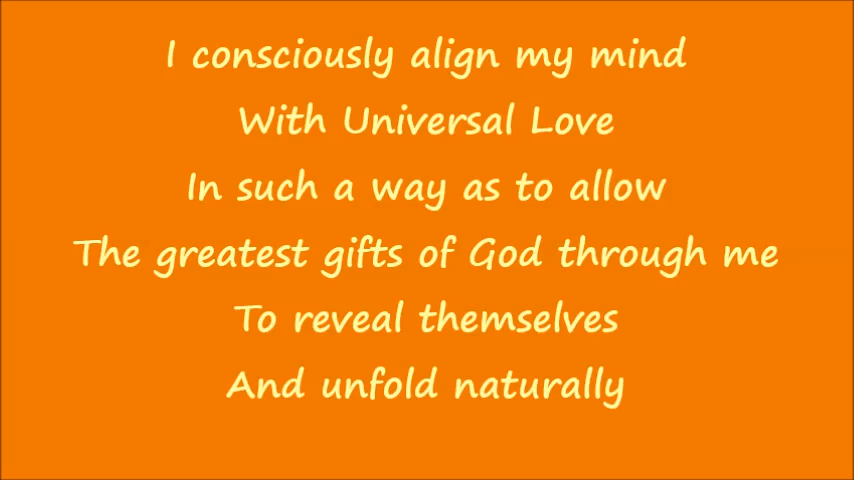 I consciously align my mind
With Universal Love
In such a way as to allow
The greatest gifts of God through me
To reveal themselves
And unfold naturally